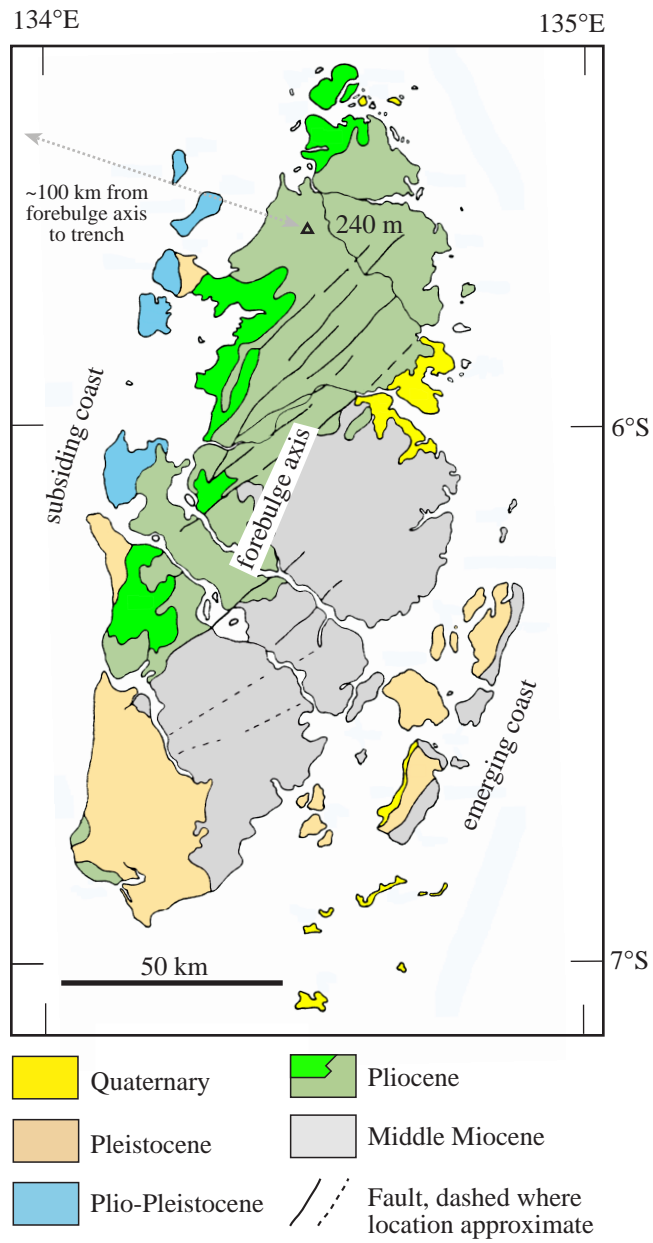 134°E
135°E
~100 km from
forebulge axis
to trench
240 m
subsiding coast
6°S
forebulge axis
emerging coast
50 km
7°S
Quaternary
Pliocene
Pleistocene
Middle Miocene
Plio-Pleistocene
Fault, dashed where
location approximate